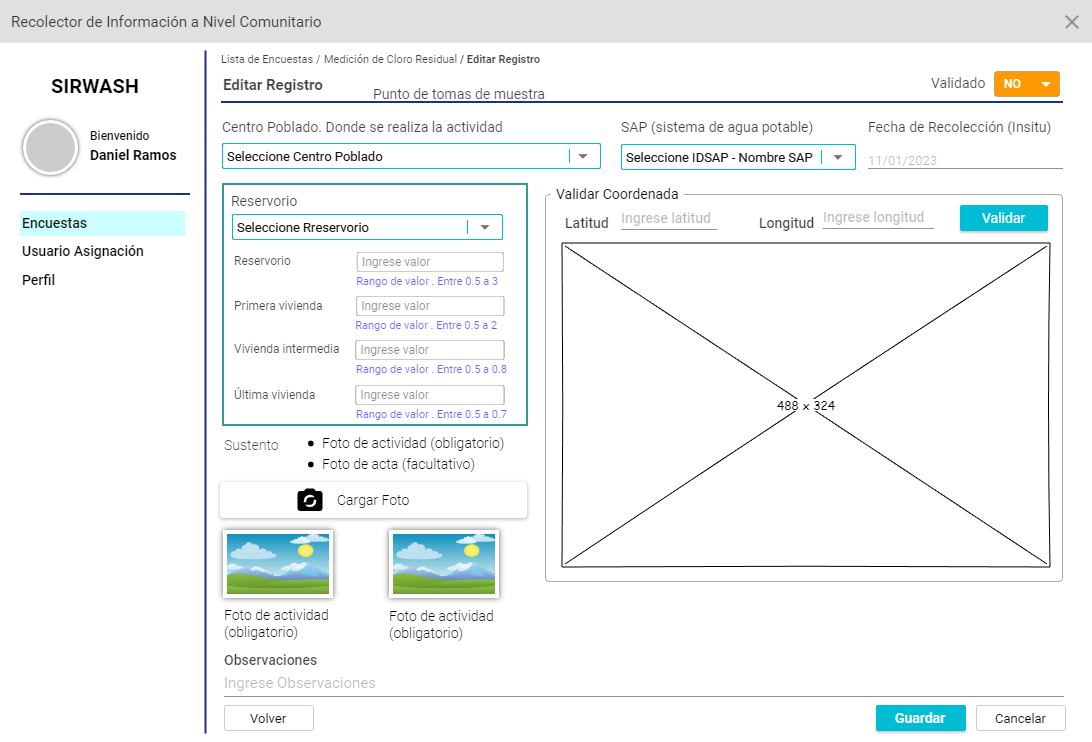 Recolector de Información a Nivel Comunitario
SIRWASH
Bienvenido
Daniel Ramos
Encuestas
Usuario Asignación
Perfil
Lista de Encuestas / Medición de Cloro Residual / Editar Registro
Editar Registro
Punto de tomas de muestra
Validado
NO
Centro Poblado. Donde se realiza la actividad
Seleccione Centro Poblado
SAP (sistema de agua potable)
Seleccione IDSAP - Nombre SAP
Fecha de Recolección (Insitu)
11/01/2023
Reservorio
Seleccione Rreservorio
Reservorio
Ingrese valor
Rango de valor . Entre 0.5 a 3
Primera vivienda
Ingrese valor
Rango de valor . Entre 0.5 a 2
Vivienda intermedia
Ingrese valor
Rango de valor . Entre 0.5 a 0.8
Última vivienda
Ingrese valor
Rango de valor . Entre 0.5 a 0.7
Validar Coordenada
Latitud
Ingrese latitud
Longitud
Ingrese longitud
Validar
488 x 324
Sustento
• Foto de actividad (obligatorio)
• Foto de acta (facultativo)
Cargar Foto
Foto de actividad
(obligatorio)
Foto de actividad
(obligatorio)
Observaciones
Ingrese Observaciones
Volver
Guardar
Cancelar